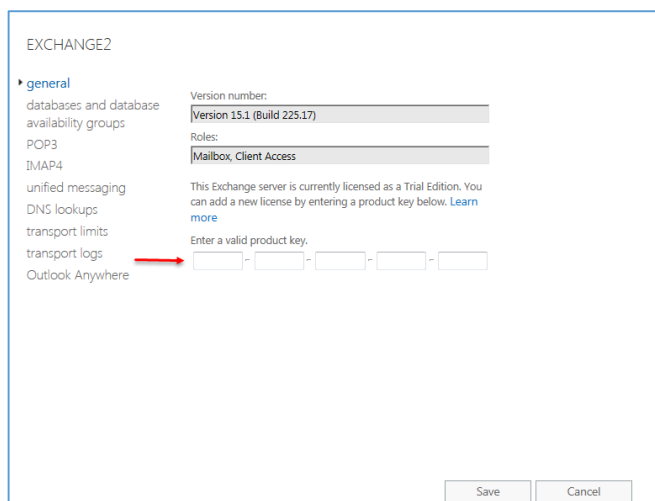 EXCHANGE2
general
databases and database
availability groups
POP3
IMAP4
unified messaging
DNS lookups
transport limits
transport logs
Outlook Anywhere
Version number:
Version 15.1 (Build 225.17)
Roles:
Mailbox, Client Access
This Exchange server is currently licensed as a Trial Edition. You
can add a new license by entering a product key below. Learn
more
Enter a valid product key.
- - - -
Save Cancel